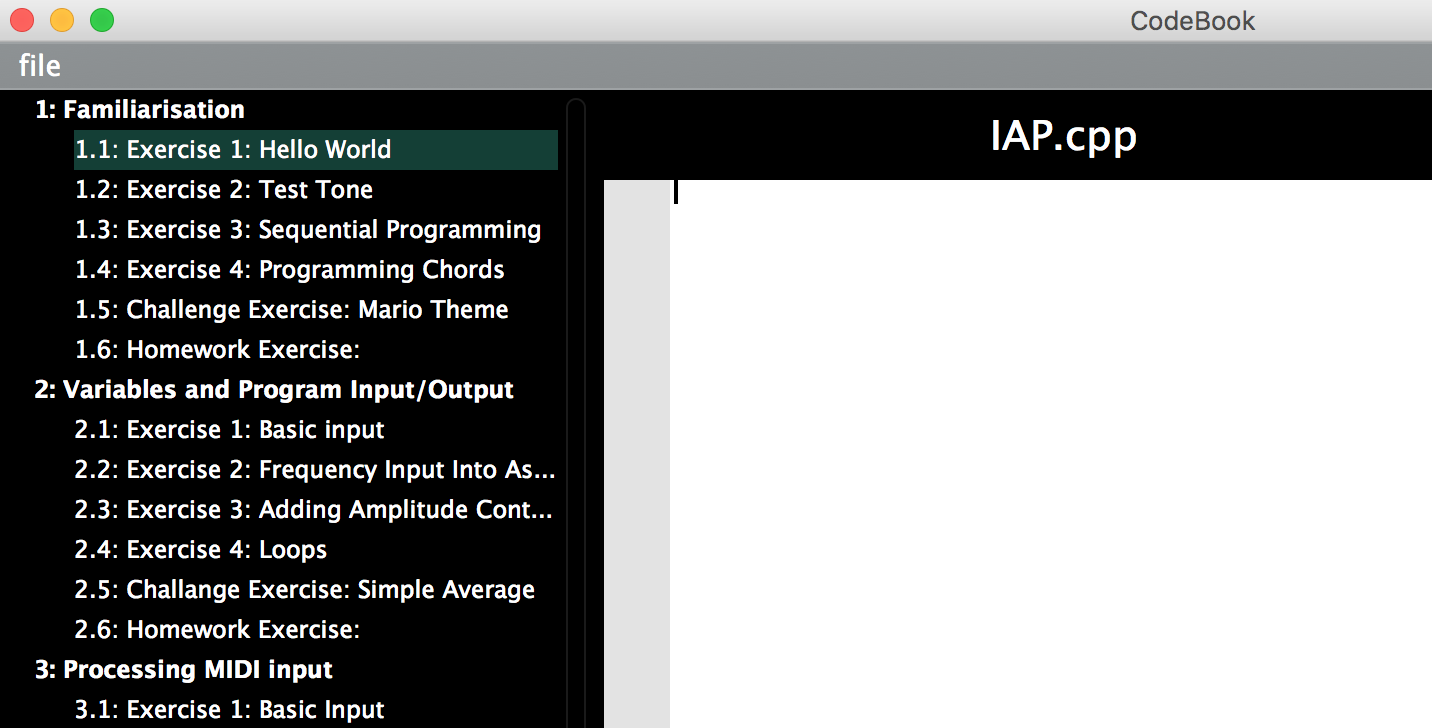 CodeBook
file
1: Familiarisation
1.1: Exercise 1: Hello World
1.2: Exercise 2: Test Tone
1.3: Exercise 3: Sequential Programming
1.4: Exercise 4: Programming Chords
1.5: Challenge Exercise: Mario Theme
1.6: Homework Exercise:
2: Variables and Program Input/Output
2.1: Exercise 1: Basic input
2.2: Exercise 2: Frequency Input Into As...
2.3: Exercise 3: Adding Amplitude Cont...
2.4: Exercise 4: Loops
2.5: Challange Exercise: Simple Average
2.6: Homework Exercise:
3: Processing MIDI input
3.1: Exercise 1: Basic Input
IAP.cpp